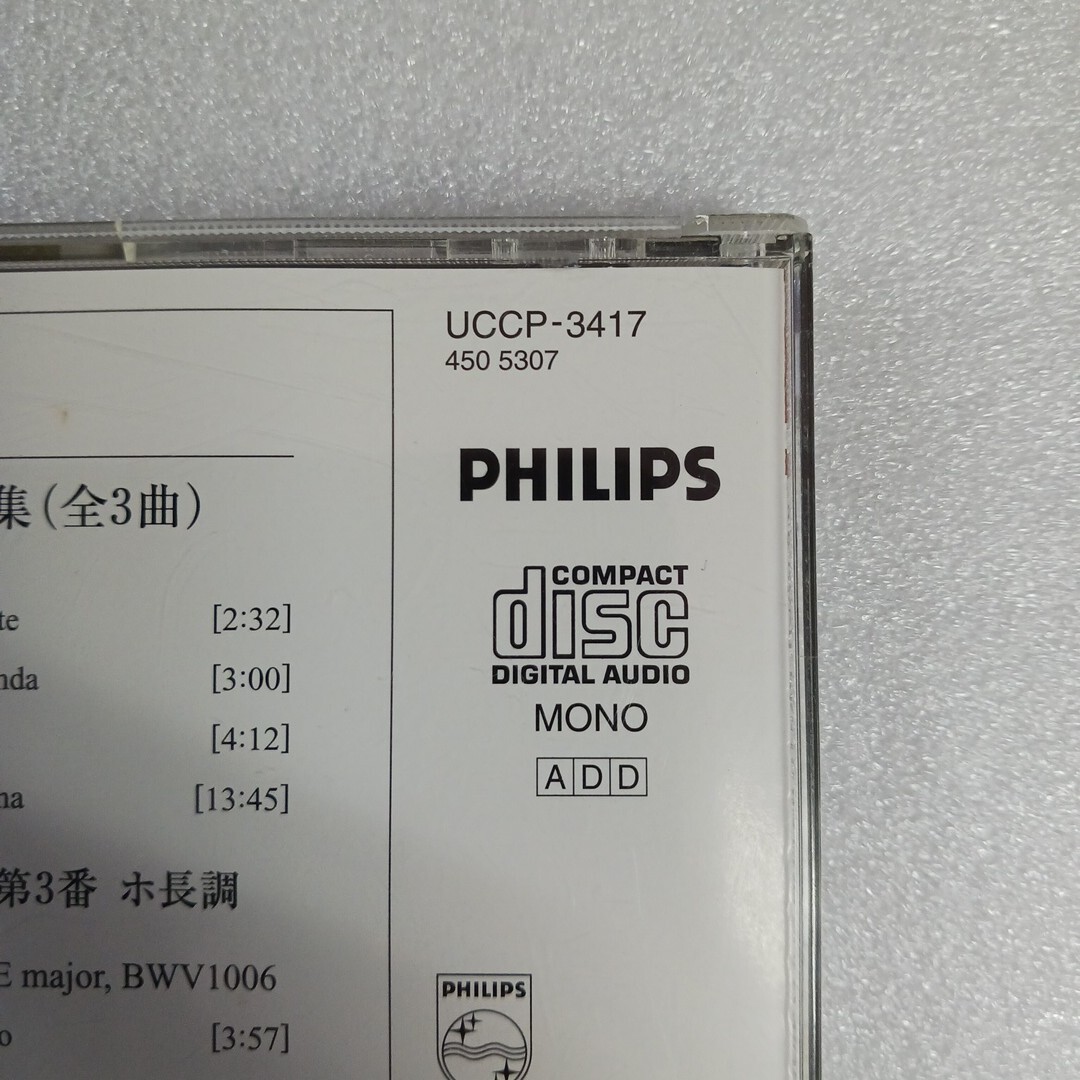 UCCP-3417
450 5307
PHILIPS
COMPACT
disc
DIGITAL AUDIO
MONO
ADD
集(全3曲)
te [2:32]
nda [3:00]
[4:12]
na [13:45]
第3番 ホ長調
E major, BWV1006
o [3:57]
PHILIPS